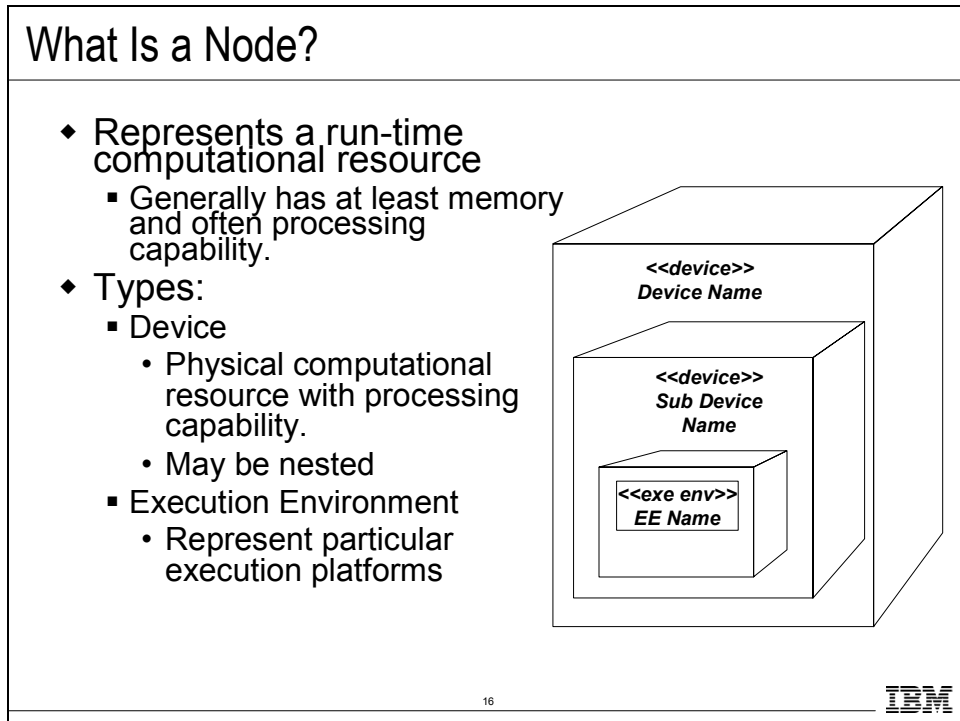 What Is a Node?
◆ Represents a run-time
computational resource
▪ Generally has at least memory
and often processing
capability.
◆ Types:
▪ Device
• Physical computational
resource with processing
capability.
• May be nested
▪ Execution Environment
• Represent particular
execution platforms
<<device>>
Device Name
<<device>>
Sub Device
Name
<<exe env>>
EE Name
16
IBM